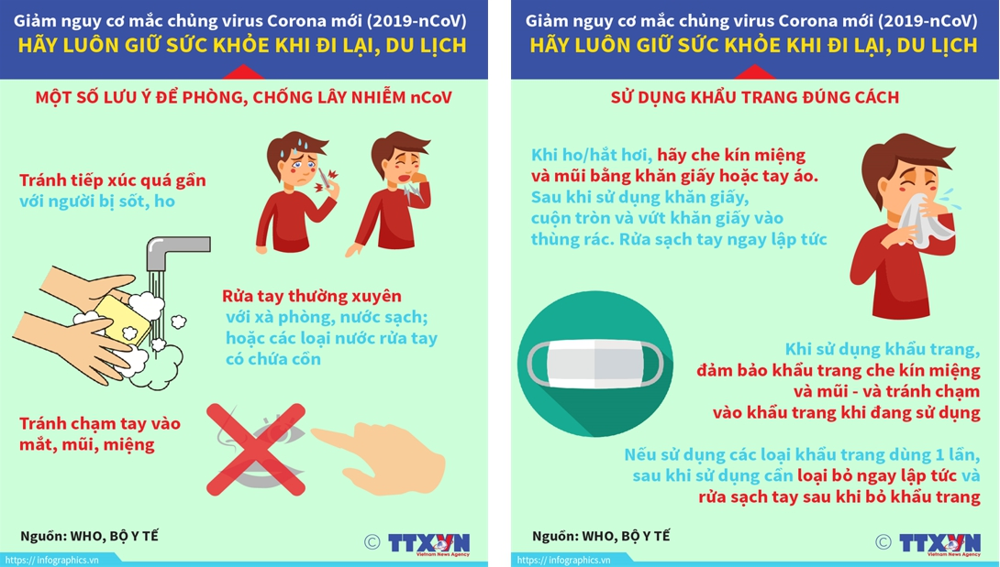 Giảm nguy cơ mắc chủng virus Corona mới (2019-nCoV)
HÃY LUÔN GIỮ SỨC KHỎE KHI ĐI LẠI, DU LỊCH
MỘT SỐ LƯU Ý ĐỂ PHÒNG, CHỐNG LÂY NHIỄM nCoV
Tránh tiếp xúc quá gần
với người bị sốt, ho
Rửa tay thường xuyên
với xà phòng, nước sạch;
hoặc các loại nước rửa tay
có chứa cồn
Tránh chạm tay vào
mắt, mũi, miệng
Nguồn: WHO, BỘ Y TẾ
© TTXVN
Vietnam News Agency
https://infographics.vn
Giảm nguy cơ mắc chủng virus Corona mới (2019-nCoV)
HÃY LUÔN GIỮ SỨC KHỎE KHI ĐI LẠI, DU LỊCH
SỬ DỤNG KHẨU TRANG ĐÚNG CÁCH
Khi ho/hắt hơi, hãy che kín miệng
và mũi bằng khăn giấy hoặc tay áo.
Sau khi sử dụng khăn giấy,
cuộn tròn và vứt khăn giấy vào
thùng rác. Rửa sạch tay ngay lập tức
Khi sử dụng khẩu trang,
đảm bảo khẩu trang che kín miệng
và mũi - và tránh chạm
vào khẩu trang khi đang sử dụng
Nếu sử dụng các loại khẩu trang dùng 1 lần,
sau khi sử dụng cần loại bỏ ngay lập tức và
rửa sạch tay sau khi bỏ khẩu trang
Nguồn: WHO, BỘ Y TẾ
© TTXVN
Vietnam News Agency
https://infographics.vn